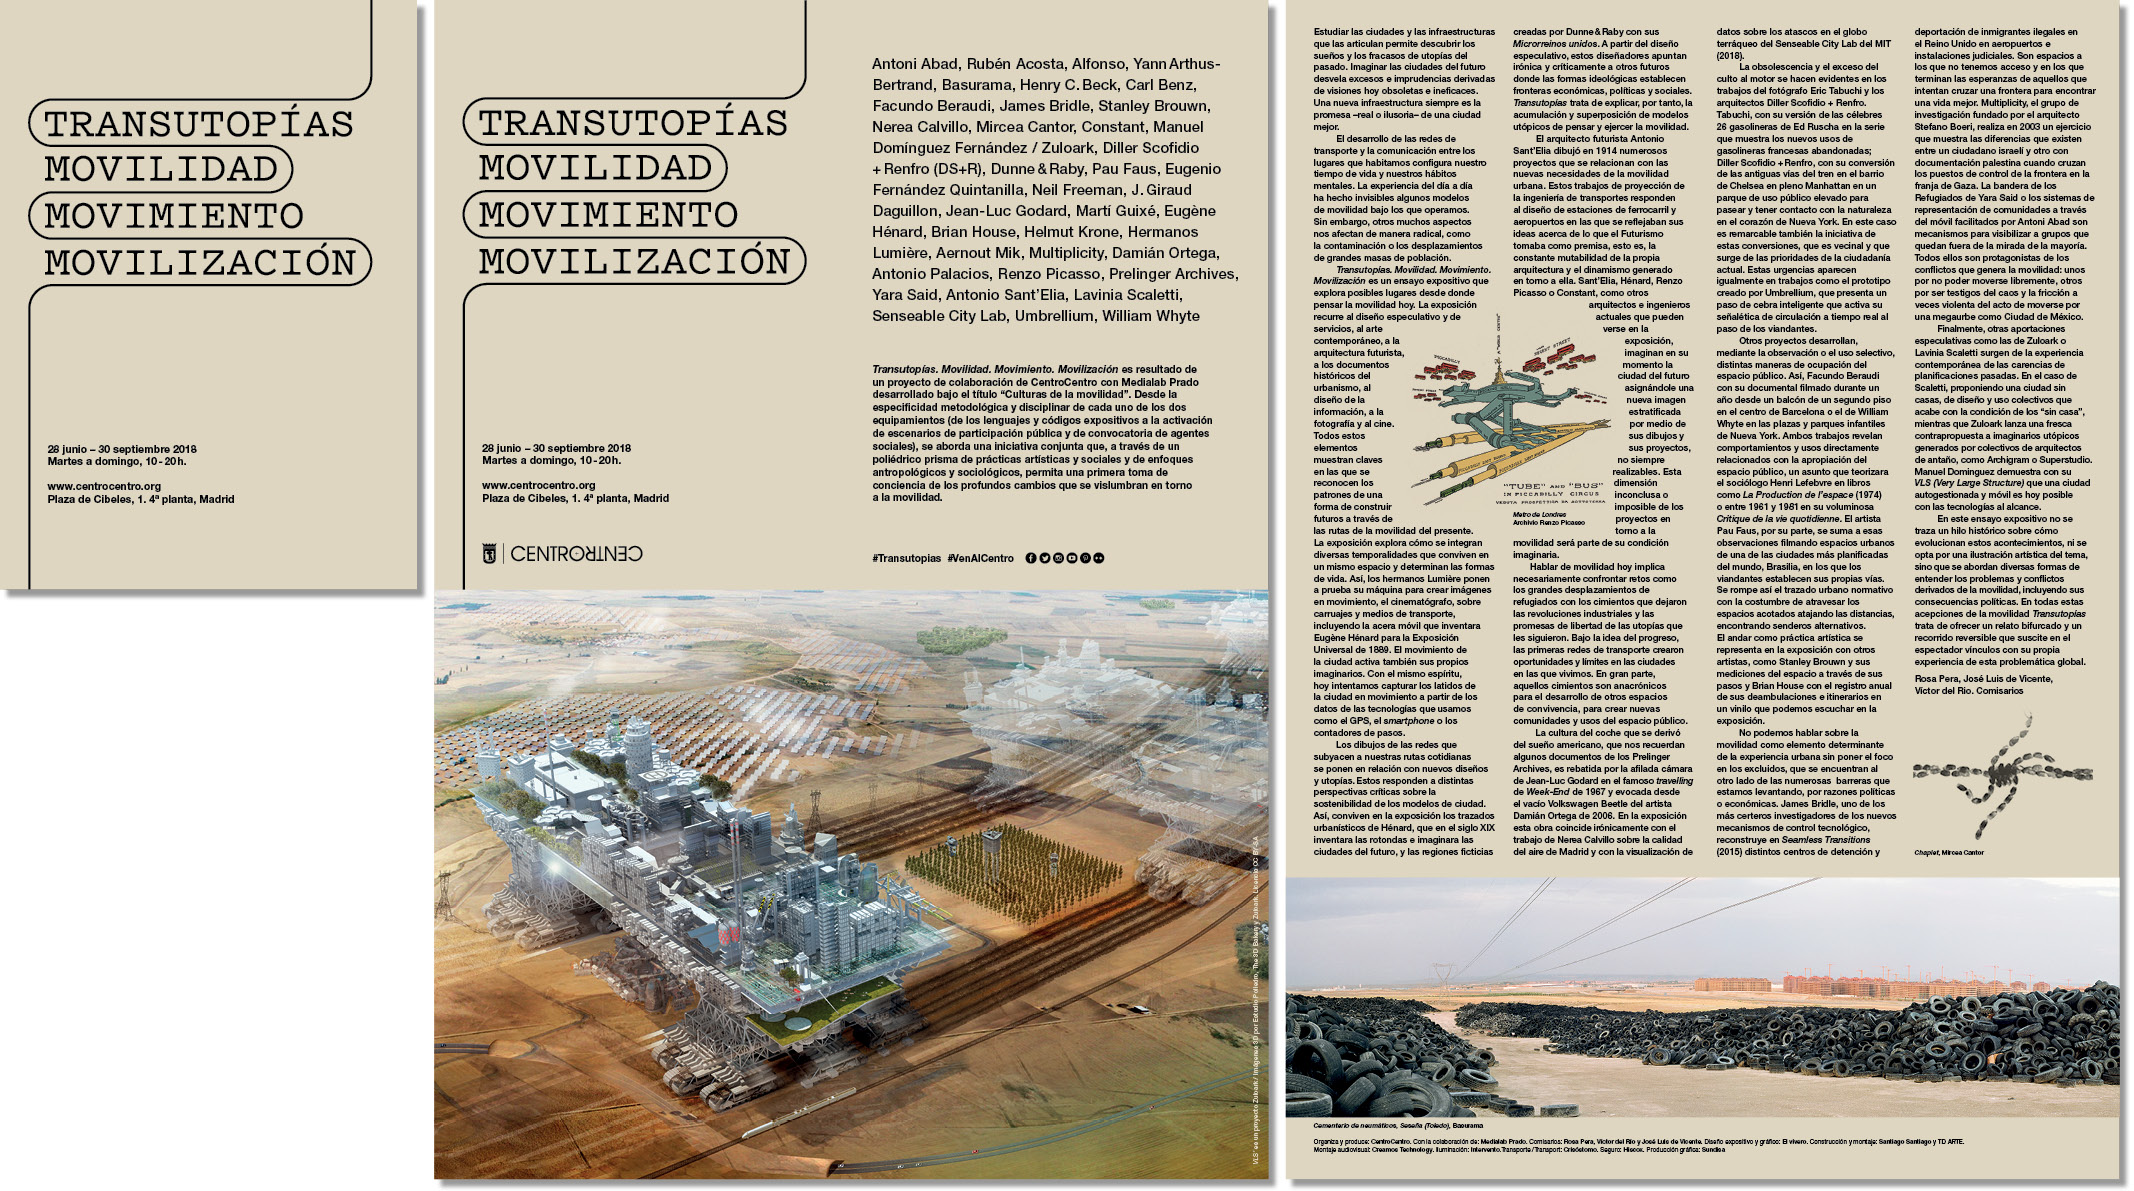 TRANSUTOPÍAS
MOVILIDAD
MOVIMIENTO
MOVILIZACIÓN
28 junio – 30 septiembre 2018
Martes a domingo, 10 - 20 h.
www.centrocentro.org
Plaza de Cibeles, 1. 4ª planta, Madrid
TRANSUTOPÍAS
MOVILIDAD
MOVIMIENTO
MOVILIZACIÓN
28 junio – 30 septiembre 2018
Martes a domingo, 10 - 20 h.
www.centrocentro.org
Plaza de Cibeles, 1. 4ª planta, Madrid
CENTROCENTRO
Antoni Abad, Rubén Acosta, Alfonso, Yann Arthus-
Bertrand, Basurama, Henry C. Beck, Carl Benz,
Facundo Beraudi, James Bridle, Stanley Brouwn,
Nerea Calvillo, Mircea Cantor, Constant, Manuel
Domínguez Fernández / Zuloark, Diller Scofidio
+ Renfro (DS+R), Dunne & Raby, Pau Faus, Eugenio
Fernández Quintanilla, Neil Freeman, J. Giraud
Daguillon, Jean-Luc Godard, Martí Guixé, Eugène
Hénard, Brian House, Helmut Krone, Hermanos
Lumière, Aernout Mik, Multiplicity, Damián Ortega,
Antonio Palacios, Renzo Picasso, Prelinger Archives,
Yara Said, Antonio Sant'Elia, Lavinia Scaletti,
Senseable City Lab, Umbrellium, William Whyte
Transutopías. Movilidad. Movimiento. Movilización es resultado de
un proyecto de colaboración de CentroCentro con Medialab Prado
desarrollado bajo el título “Culturas de la movilidad”. Desde la
especificidad metodológica y disciplinar de cada uno de los dos
equipamientos (de los lenguajes y códigos expositivos a la activación
de escenarios de participación pública y de convocatoria de agentes
sociales), se aborda una iniciativa conjunta que, a través de un
poliédrico prisma de prácticas artísticas y sociales y de enfoques
antropológicos y sociológicos, permita una primera toma de
conciencia de los profundos cambios que se vislumbran en torno
a la movilidad.
#Transutopias #VenAlCentro
VLS es un proyecto Zuloark / Imágenes 3D por Estudio Poliedro, The 3D Bakery y Zuloark. Licencia CC BY-SA
Estudiar las ciudades y las infraestructuras
que las articulan permite descubrir los
sueños y los fracasos de utopías del
pasado. Imaginar las ciudades del futuro
desvela excesos e imprudencias derivadas
de visiones hoy obsoletas e ineficaces.
Una nueva infraestructura siempre es la
promesa –real o ilusoria– de una ciudad
mejor.
El desarrollo de las redes de
transporte y la comunicación entre los
lugares que habitamos configura nuestro
tiempo de vida y nuestros hábitos
mentales. La experiencia del día a día
ha hecho invisibles algunos modelos
de movilidad bajo los que operamos.
Sin embargo, otros muchos aspectos
nos afectan de manera radical, como
la contaminación o los desplazamientos
de grandes masas de población.
Transutopías. Movilidad. Movimiento.
Movilización es un ensayo expositivo que
explora posibles lugares desde donde
pensar la movilidad hoy. La exposición
recurre al diseño especulativo y de
servicios, al arte
contemporáneo, a la
arquitectura futurista,
a los documentos
históricos del
urbanismo, al
diseño de la
información, a la
fotografía y al cine.
Todos estos
elementos
muestran claves
en las que se
reconocen los
patrones de una
forma de construir
futuros a través de
las rutas de la movilidad del presente.
La exposición explora cómo se integran
diversas temporalidades que conviven en
un mismo espacio y determinan las formas
de vida. Así, los hermanos Lumière ponen
a prueba su máquina para crear imágenes
en movimiento, el cinematógrafo, sobre
carruajes y medios de transporte,
incluyendo la acera móvil que inventara
Eugène Hénard para la Exposición
Universal de 1889. El movimiento de
la ciudad activa también sus propios
imaginarios. Con el mismo espíritu,
hoy intentamos capturar los latidos de
la ciudad en movimiento a partir de los
datos de las tecnologías que usamos
como el GPS, el smartphone o los
contadores de pasos.
Los dibujos de las redes que
subyacen a nuestras rutas cotidianas
se ponen en relación con nuevos diseños
y utopías. Estos responden a distintas
perspectivas críticas sobre la
sostenibilidad de los modelos de ciudad.
Así, conviven en la exposición los trazados
urbanísticos de Hénard, que en el siglo XIX
inventara las rotondas e imaginara las
ciudades del futuro, y las regiones ficticias
creadas por Dunne & Raby con sus
Microrreinos unidos. A partir del diseño
especulativo, estos diseñadores apuntan
irónica y críticamente a otros futuros
donde las formas ideológicas establecen
fronteras económicas, políticas y sociales.
Transutopías trata de explicar, por tanto, la
acumulación y superposición de modelos
utópicos de pensar y ejercer la movilidad.
El arquitecto futurista Antonio
Sant'Elia dibujó en 1914 numerosos
proyectos que se relacionan con las
nuevas necesidades de la movilidad
urbana. Estos trabajos de proyección de
la ingeniería de transportes responden
al diseño de estaciones de ferrocarril y
aeropuertos en las que se reflejaban sus
ideas acerca de lo que el Futurismo
tomaba como premisa, esto es, la
constante mutabilidad de la propia
arquitectura y el dinamismo generado
en torno a ella. Sant'Elia, Hénard, Renzo
Picasso o Constant, como otros
arquitectos e ingenieros
actuales que pueden
verse en la
exposición,
imaginan en su
momento la
ciudad del futuro
asignándole una
nueva imagen
estratificada
por medio de
sus dibujos y
sus proyectos,
no siempre
realizables. Esta
dimensión
inconclusa o
imposible de los
proyectos en
torno a la
movilidad será parte de su condición
imaginaria.
Hablar de movilidad hoy implica
necesariamente confrontar retos como
los grandes desplazamientos de
refugiados con los cimientos que dejaron
las revoluciones industriales y las
promesas de libertad de las utopías que
les siguieron. Bajo la idea del progreso,
las primeras redes de transporte crearon
oportunidades y límites en las ciudades
en las que vivimos. En gran parte,
aquellos cimientos son anacrónicos
para el desarrollo de otros espacios
de convivencia, para crear nuevas
comunidades y usos del espacio público.
La cultura del coche que se derivó
del sueño americano, que nos recuerdan
algunos documentos de los Prelinger
Archives, es rebatida por la afilada cámara
de Jean-Luc Godard en el famoso travelling
de Week-End de 1967 y evocada desde
el vacío Volkswagen Beetle del artista
Damián Ortega de 2006. En la exposición
esta obra coincide irónicamente con el
trabajo de Nerea Calvillo sobre la calidad
del aire de Madrid y con la visualización de
PICCADILLY
REGENT STREET
"TUBE" AND "BUS"
IN PICCADILLY CIRCUS
VEDUTA PROSPETTICA DA SOTTOTERRA
Metro de Londres
Archivio Renzo Picasso
datos sobre los atascos en el globo
terráqueo del Senseable City Lab del MIT
(2018).
La obsolescencia y el exceso del
culto al motor se hacen evidentes en los
trabajos del fotógrafo Eric Tabuchi y los
arquitectos Diller Scofidio + Renfro.
Tabuchi, con su versión de las célebres
26 gasolineras de Ed Ruscha en la serie
que muestra los nuevos usos de
gasolineras francesas abandonadas;
Diller Scofidio + Renfro, con su conversión
de las antiguas vías del tren en el barrio
de Chelsea en pleno Manhattan en un
parque de uso público elevado para
pasear y tener contacto con la naturaleza
en el corazón de Nueva York. En este caso
es remarcable también la iniciativa de
estas conversiones, que es vecinal y que
surge de las prioridades de la ciudadanía
actual. Estas urgencias aparecen
igualmente en trabajos como el prototipo
creado por Umbrellium, que presenta un
paso de cebra inteligente que activa su
señalética de circulación a tiempo real al
paso de los viandantes.
Otros proyectos desarrollan,
mediante la observación o el uso selectivo,
distintas maneras de ocupación del
espacio público. Así, Facundo Beraudi
con su documental filmado durante un
año desde un balcón de un segundo piso
en el centro de Barcelona o el de William
Whyte en las plazas y parques infantiles
de Nueva York. Ambos trabajos revelan
comportamientos y usos directamente
relacionados con la apropiación del
espacio público, un asunto que teorizara
el sociólogo Henri Lefebvre en libros
como La Production de l'espace (1974)
o entre 1961 y 1981 en su voluminosa
Critique de la vie quotidienne. El artista
Pau Faus, por su parte, se suma a esas
observaciones filmando espacios urbanos
de una de las ciudades más planificadas
del mundo, Brasilia, en los que los
viandantes establecen sus propias vías.
Se rompe así el trazado urbano normativo
con la costumbre de atravesar los
espacios acotados atajando las distancias,
encontrando senderos alternativos.
El andar como práctica artística se
representa en la exposición con otros
artistas, como Stanley Brouwn y sus
mediciones del espacio a través de sus
pasos y Brian House con el registro anual
de sus deambulaciones e itinerarios en
un vinilo que podemos escuchar en la
exposición.
No podemos hablar sobre la
movilidad como elemento determinante
de la experiencia urbana sin poner el foco
en los excluidos, que se encuentran al
otro lado de las numerosas barreras que
estamos levantando, por razones políticas
o económicas. James Bridle, uno de los
más certeros investigadores de los nuevos
mecanismos de control tecnológico,
reconstruye en Seamless Transitions
(2015) distintos centros de detención y
deportación de inmigrantes ilegales en
el Reino Unido en aeropuertos e
instalaciones judiciales. Son espacios a
los que no tenemos acceso y en los que
terminan las esperanzas de aquellos que
intentan cruzar una frontera para encontrar
una vida mejor. Multiplicity, el grupo de
investigación fundado por el arquitecto
Stefano Boeri, realiza en 2003 un ejercicio
que muestra las diferencias que existen
entre un ciudadano israelí y otro con
documentación palestina cuando cruzan
los puestos de control de la frontera en la
franja de Gaza. La bandera de los
Refugiados de Yara Said o los sistemas de
representación de comunidades a través
del móvil facilitados por Antoni Abad son
mecanismos para visibilizar a grupos que
quedan fuera de la mirada de la mayoría.
Todos ellos son protagonistas de los
conflictos que genera la movilidad: unos
por no poder moverse libremente, otros
por ser testigos del caos y la fricción a
veces violenta del acto de moverse por
una megaurbe como Ciudad de México.
Finalmente, otras aportaciones
especulativas como las de Zuloark o
Lavinia Scaletti surgen de la experiencia
contemporánea de las carencias de
planificaciones pasadas. En el caso de
Scaletti, proponiendo una ciudad sin
casas, de diseño y uso colectivos que
acabe con la condición de los “sin casa”,
mientras que Zuloark lanza una fresca
contrapropuesta a imaginarios utópicos
generados por colectivos de arquitectos
de antaño, como Archigram o Superstudio.
Manuel Domínguez demuestra con su
VLS (Very Large Structure) que una ciudad
autogestionada y móvil es hoy posible
con las tecnologías al alcance.
En este ensayo expositivo no se
traza un hilo histórico sobre cómo
evolucionan estos acontecimientos, ni se
opta por una ilustración artística del tema,
sino que se abordan diversas formas de
entender los problemas y conflictos
derivados de la movilidad, incluyendo sus
consecuencias políticas. En todas estas
acepciones de la movilidad Transutopías
trata de ofrecer un relato bifurcado y un
recorrido reversible que suscite en el
espectador vínculos con su propia
experiencia de esta problemática global.
Rosa Pera, José Luis de Vicente,
Víctor del Río. Comisarios
Chaplet, Mircea Cantor
Cementerio de neumáticos, Seseña (Toledo), Basurama
Organiza y produce: CentroCentro. Con la colaboración de: Medialab Prado. Comisarios: Rosa Pera, Víctor del Río y José Luis de Vicente. Diseño expositivo y gráfico: El vivero. Construcción y montaje: Santiago Santiago y TD ARTE.
Montaje audiovisual: Creamos Technology. Iluminación: Intervento. Transporte / Transport: Crisóstomo. Seguro: Hiscox. Producción gráfica: Sundisa